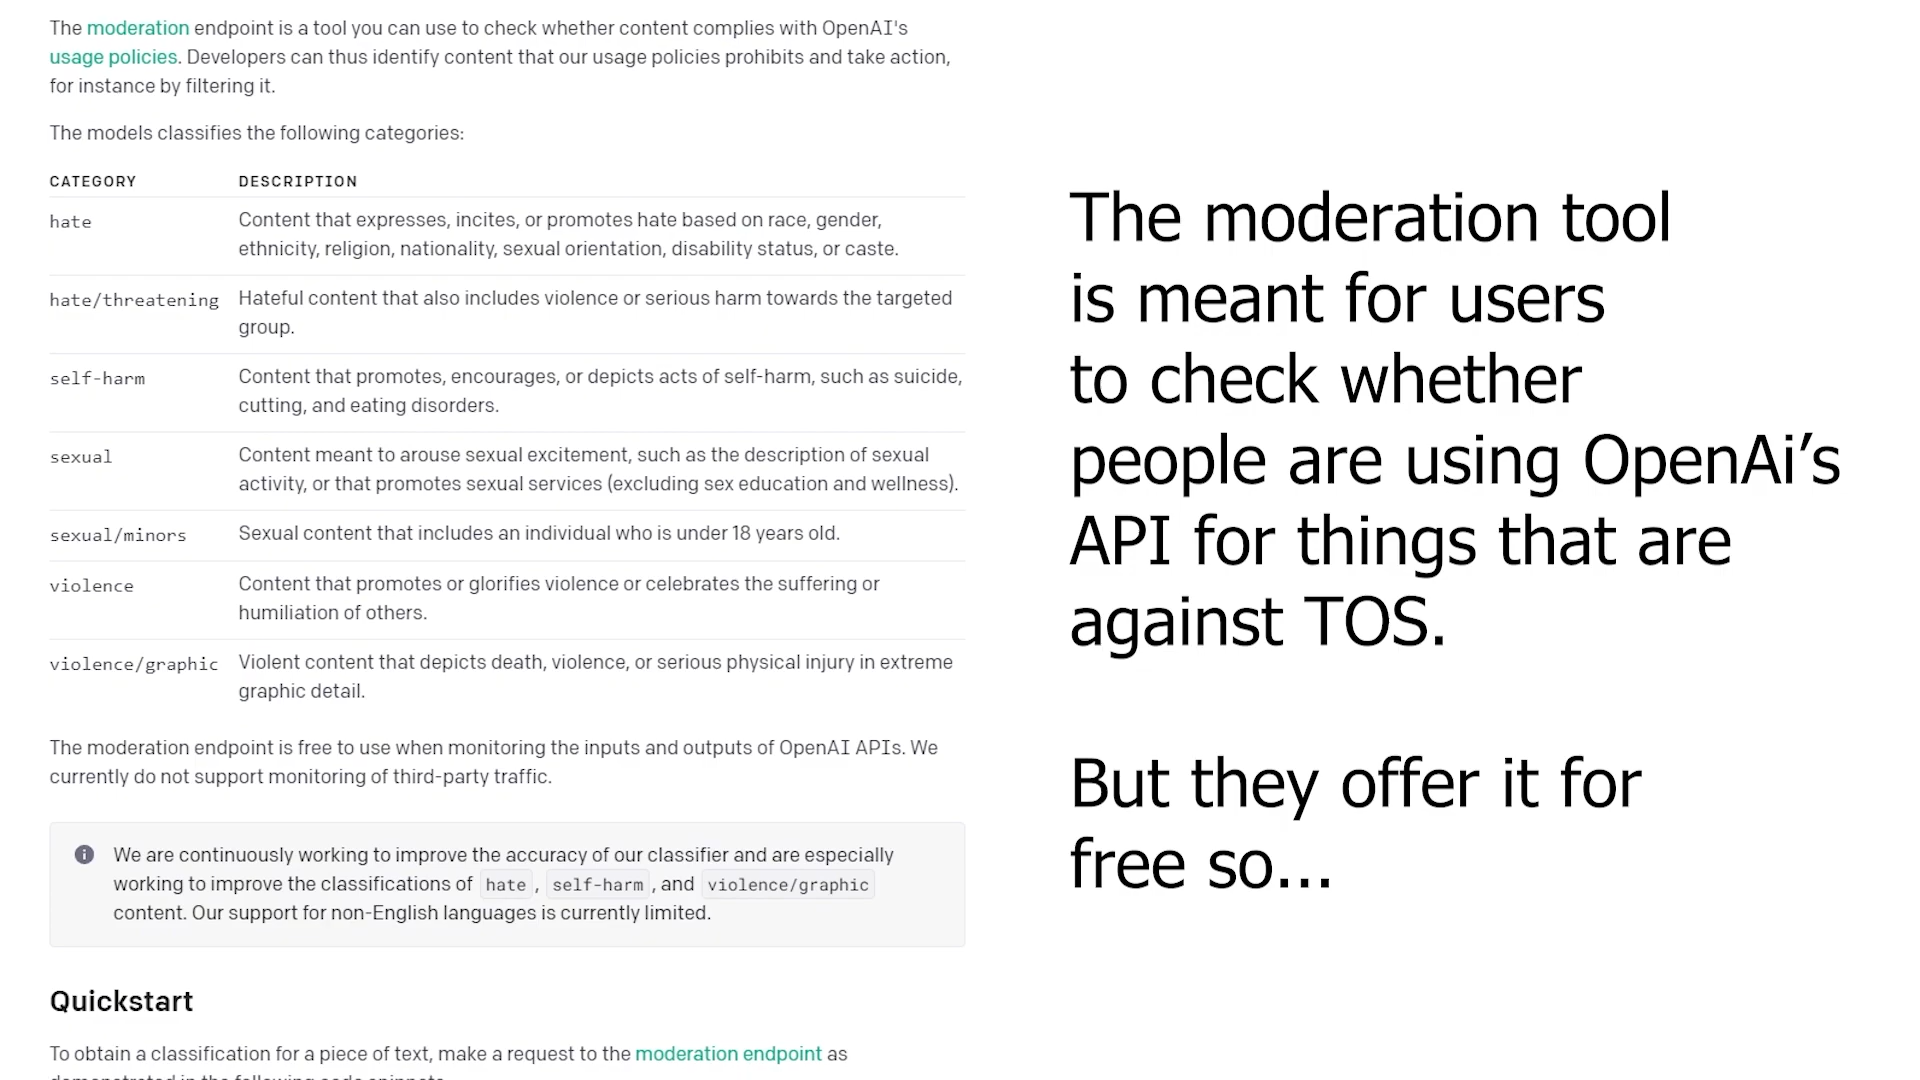 The moderation endpoint is a tool you can use to check whether content complies with OpenAI's
usage policies. Developers can thus identify content that our usage policies prohibits and take action,
for instance by filtering it.
The models classifies the following categories:
CATEGORY DESCRIPTION
hate Content that expresses, incites, or promotes hate based on race, gender,
ethnicity, religion, nationality, sexual orientation, disability status, or caste.
hate/threatening Hateful content that also includes violence or serious harm towards the targeted
group.
self-harm Content that promotes, encourages, or depicts acts of self-harm, such as suicide,
cutting, and eating disorders.
sexual Content meant to arouse sexual excitement, such as the description of sexual
activity, or that promotes sexual services (excluding sex education and wellness).
sexual/minors Sexual content that includes an individual who is under 18 years old.
violence Content that promotes or glorifies violence or celebrates the suffering or
humiliation of others.
violence/graphic Violent content that depicts death, violence, or serious physical injury in extreme
graphic detail.
The moderation endpoint is free to use when monitoring the inputs and outputs of OpenAI APIs. We
currently do not support monitoring of third-party traffic.
We are continuously working to improve the accuracy of our classifier and are especially
working to improve the classifications of hate , self-harm , and violence/graphic
content. Our support for non-English languages is currently limited.
Quickstart
To obtain a classification for a piece of text, make a request to the moderation endpoint as
demonstrated in the following code snippets
The moderation tool
is meant for users
to check whether
people are using OpenAi’s
API for things that are
against TOS.
But they offer it for
free so...